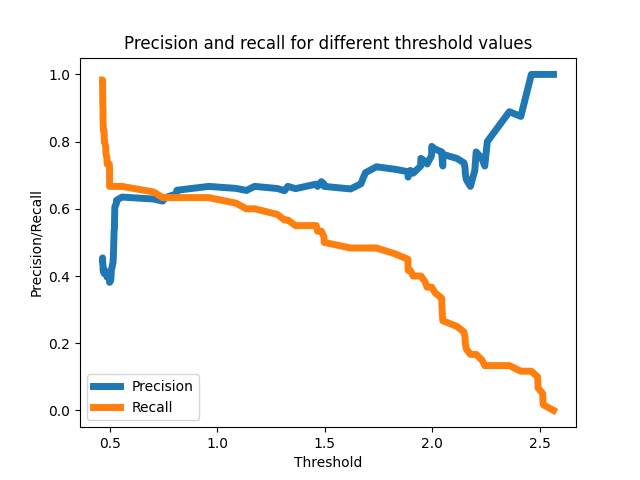 Precision and recall for different threshold values
1.0
0.8
0.6
0.4
0.2
0.0
Precision/Recall
Precision
Recall
0.5 1.0 1.5 2.0 2.5
Threshold